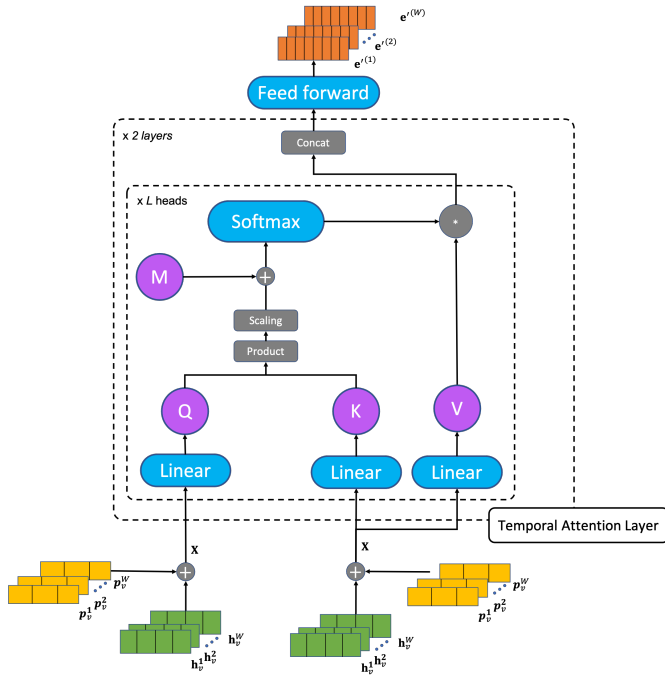 e′(W)
e′(2)
e′(1)
Feed forward
x 2 layers
Concat
x L heads
Softmax
*
M
+
Scaling
Product
Q
K
V
Linear
Linear
Linear
Temporal Attention Layer
X
X
+
+
p_v^W
p_v^2
p_v^1
p_v^W
p_v^2
p_v^1
h_v^W
h_v^2
h_v^1
h_v^W
h_v^2
h_v^1